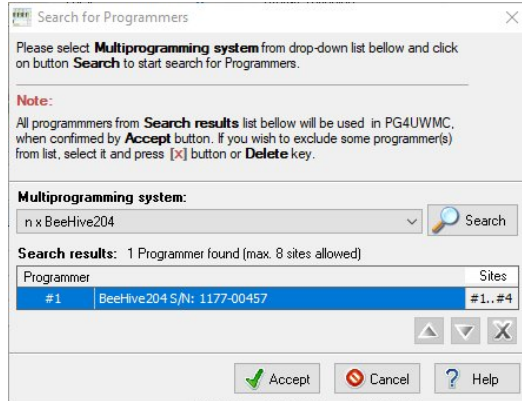 Search for Programmers
Please select Multiprogramming system from drop-down list bellow and click
on button Search to start search for Programmers.
Note:
All programmmers from Search results list bellow will be used in PG4UWMC,
when confirmed by Accept button. If you wish to exclude some programmer(s)
from list, select it and press [x] button or Delete key.
Multiprogramming system:
n x BeeHive204
Search
Search results: 1 Programmer found (max. 8 sites allowed)
Programmer Sites
#1 BeeHive204 S/N: 1177-00457 #1..#4
X
Accept Cancel ? Help